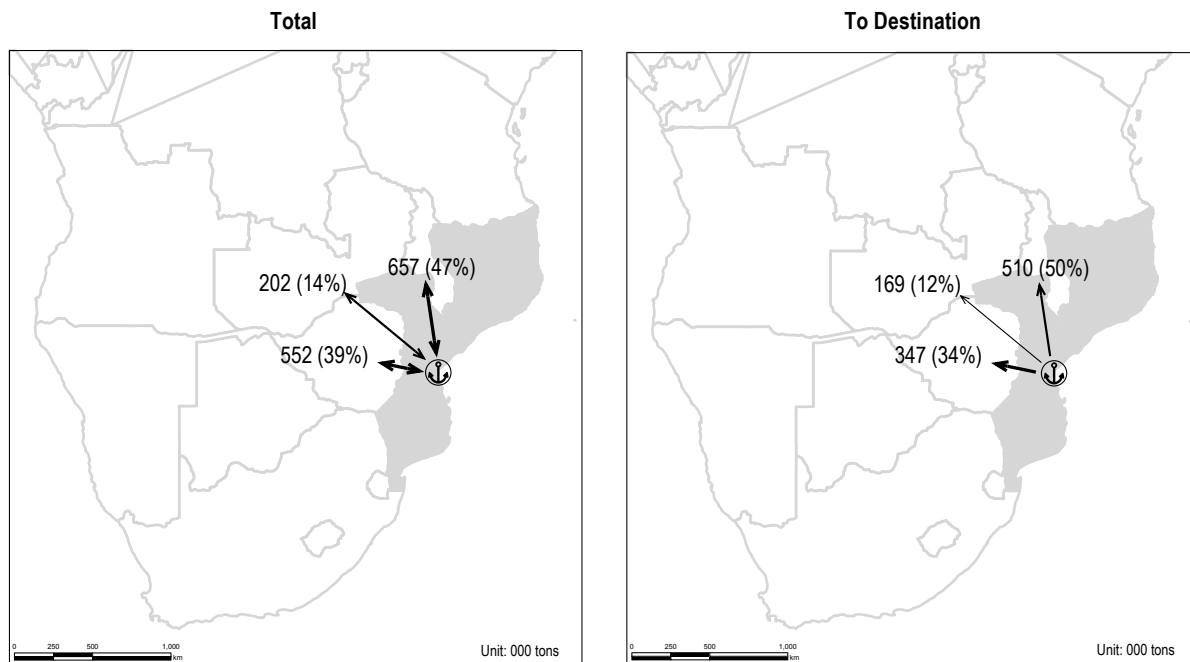 Total
To Destination
657 (47%)
202 (14%)
552 (39%)
510 (50%)
169 (12%)
347 (34%)
0 250 500 1,000
km
Unit: 000 tons
0 250 500 1,000
km
Unit: 000 tons